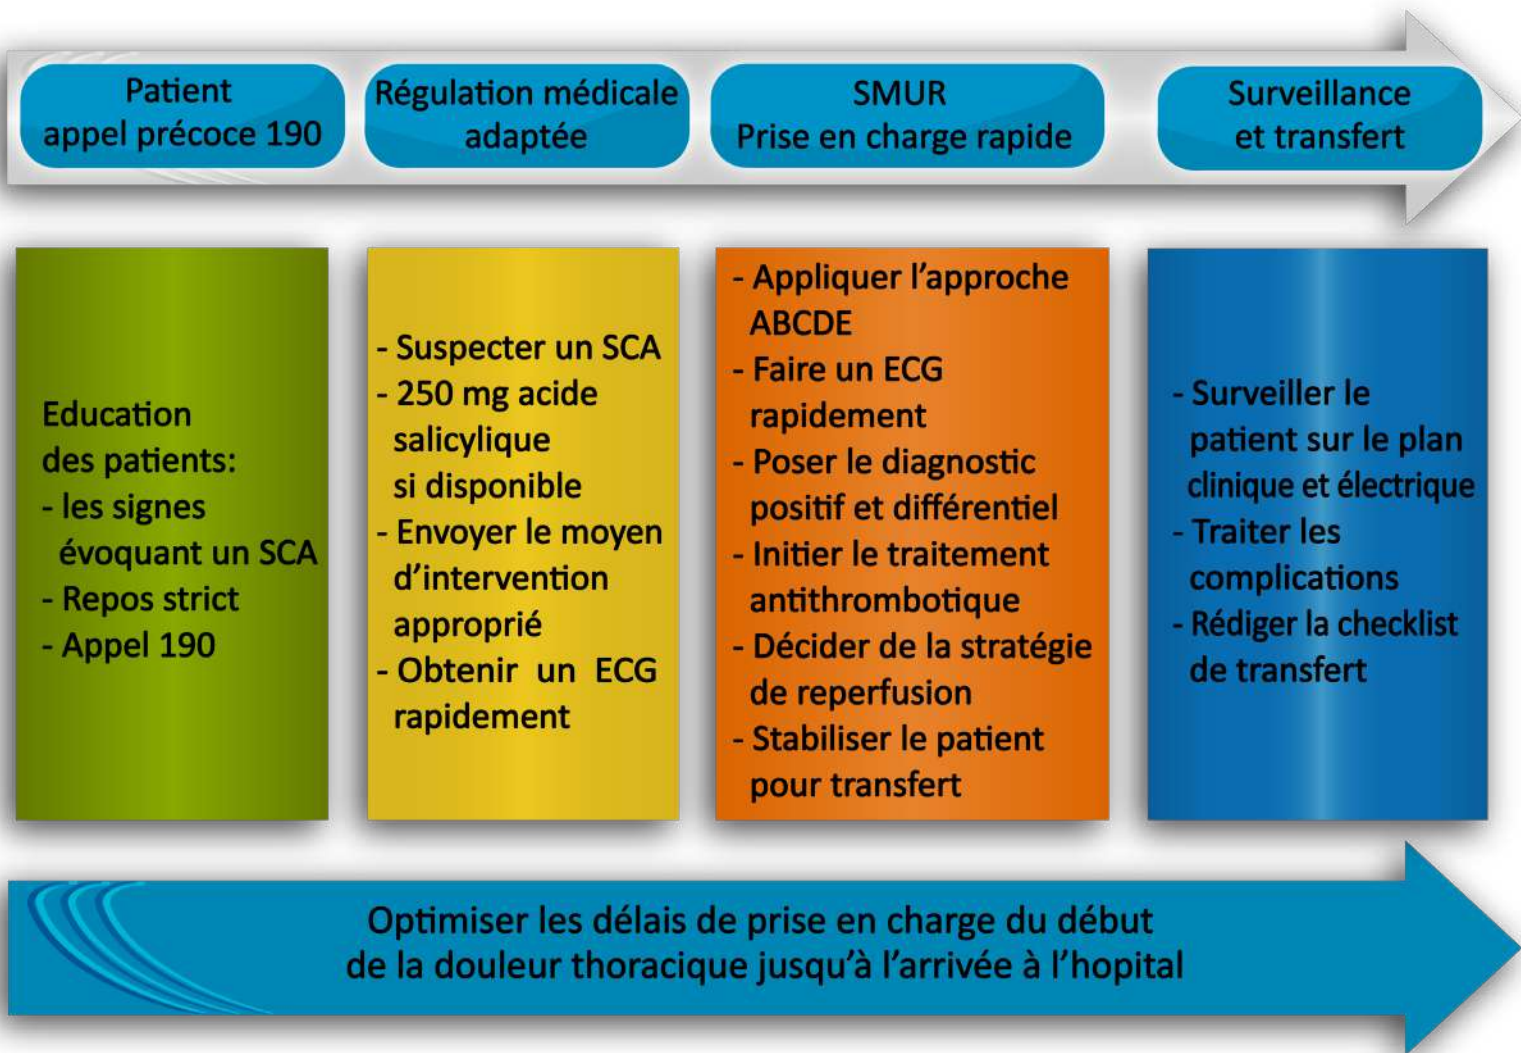 Patient
appel précoce 190
Régulation médicale
adaptée
SMUR
Prise en charge rapide
Surveillance
et transfert
Education
des patients:
- les signes
évoquant un SCA
- Repos strict
- Appel 190
- Suspecter un SCA
- 250 mg acide
salicylique
si disponible
- Envoyer le moyen
d’intervention
approprié
- Obtenir un ECG
rapidement
- Appliquer l’approche
ABCDE
- Faire un ECG
rapidement
- Poser le diagnostic
positif et différentiel
- Initier le traitement
antithrombotique
- Décider de la stratégie
de reperfusion
- Stabiliser le patient
pour transfert
- Surveiller le
patient sur le plan
clinique et électrique
- Traiter les
complications
- Rédiger la checklist
de transfert
Optimiser les délais de prise en charge du début
de la douleur thoracique jusqu’à l’arrivée à l’hopital